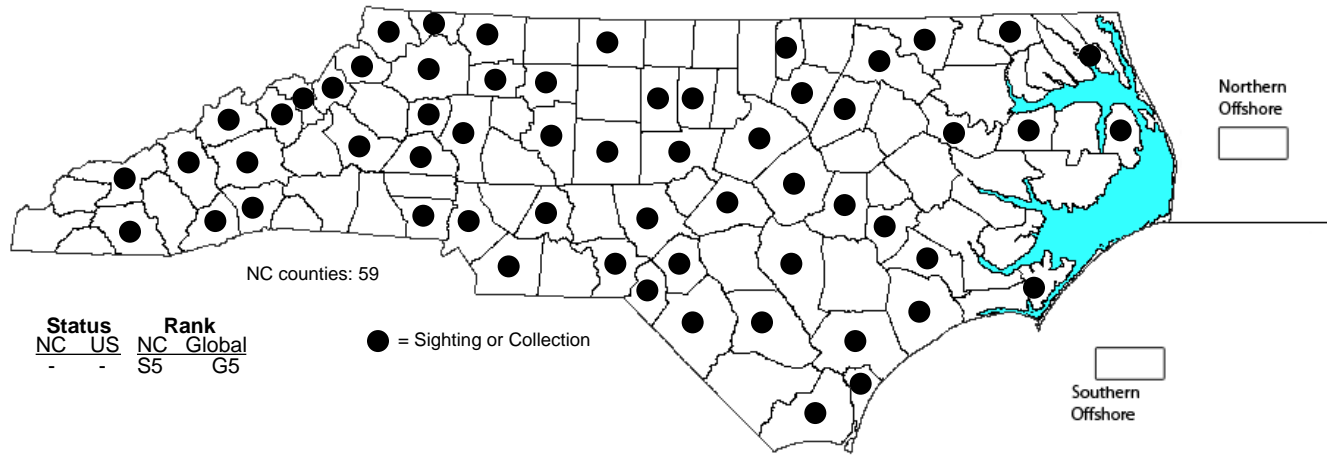 Northern
Offshore
NC counties: 59
Status Rank
NC US NC Global
- - S5 G5
= Sighting or Collection
Southern
Offshore